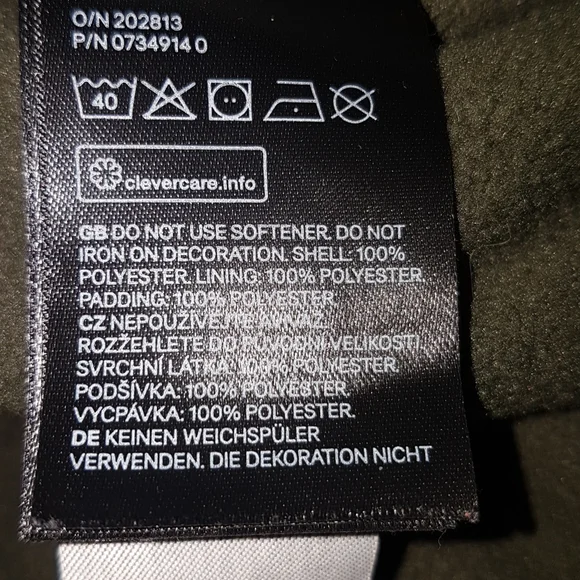 O/N 202813
P/N 0734914 0
40
clevercare.info
GB DO NOT USE SOFTENER. DO NOT
IRON ON DECORATION. SHELL: 100%
POLYESTER. LINING: 100% POLYESTER.
PADDING: 100% POLYESTER.
CZ NEPOUŽÍVEJTE AVIVÁŽ.
ROZŽEHLETE DO PŮVODNÍ VELIKOSTI.
SVRCHNÍ LÁTKA: 100% POLYESTER.
PODŠÍVKA: 100% POLYESTER.
VYCPÁVKA: 100% POLYESTER.
DE KEINEN WEICHSPÜLER
VERWENDEN. DIE DEKORATION NICHT